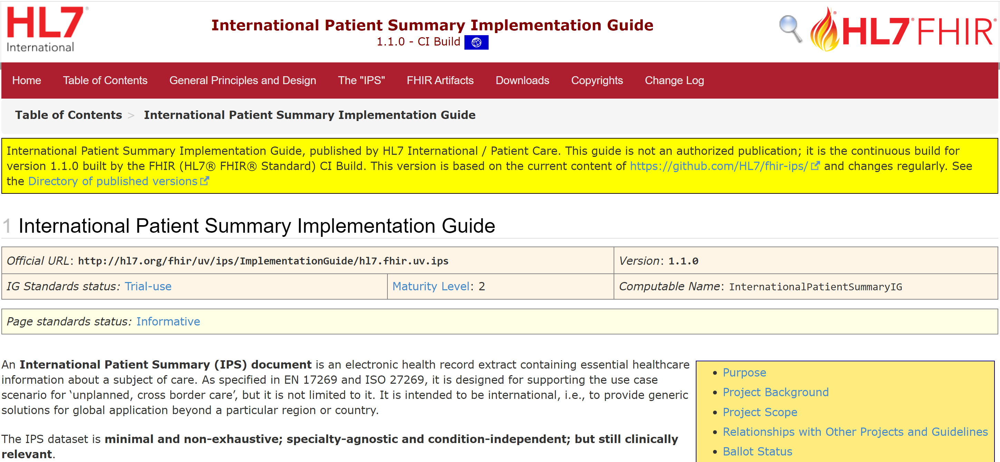 HL7®
International
International Patient Summary Implementation Guide
1.1.0 - CI Build
® HL7® FHIR®
Home Table of Contents General Principles and Design The "IPS" FHIR Artifacts Downloads Copyrights Change Log
Table of Contents > International Patient Summary Implementation Guide
International Patient Summary Implementation Guide, published by HL7 International / Patient Care. This guide is not an authorized publication; it is the continuous build for
version 1.1.0 built by the FHIR (HL7® FHIR® Standard) CI Build. This version is based on the current content of https://github.com/HL7/fhir-ips/ and changes regularly. See
the Directory of published versions
1 International Patient Summary Implementation Guide
Official URL: http://hl7.org/fhir/uv/ips/ImplementationGuide/hl7.fhir.uv.ips Version: 1.1.0
IG Standards status: Trial-use Maturity Level: 2 Computable Name: InternationalPatientSummaryIG
Page standards status: Informative
An International Patient Summary (IPS) document is an electronic health record extract containing essential healthcare
information about a subject of care. As specified in EN 17269 and ISO 27269, it is designed for supporting the use case
scenario for ‘unplanned, cross border care’, but it is not limited to it. It is intended to be international, i.e., to provide generic
solutions for global application beyond a particular region or country.
The IPS dataset is minimal and non-exhaustive; specialty-agnostic and condition-independent; but still clinically
relevant.
• Purpose
• Project Background
• Project Scope
• Relationships with Other Projects and Guidelines
• Ballot Status